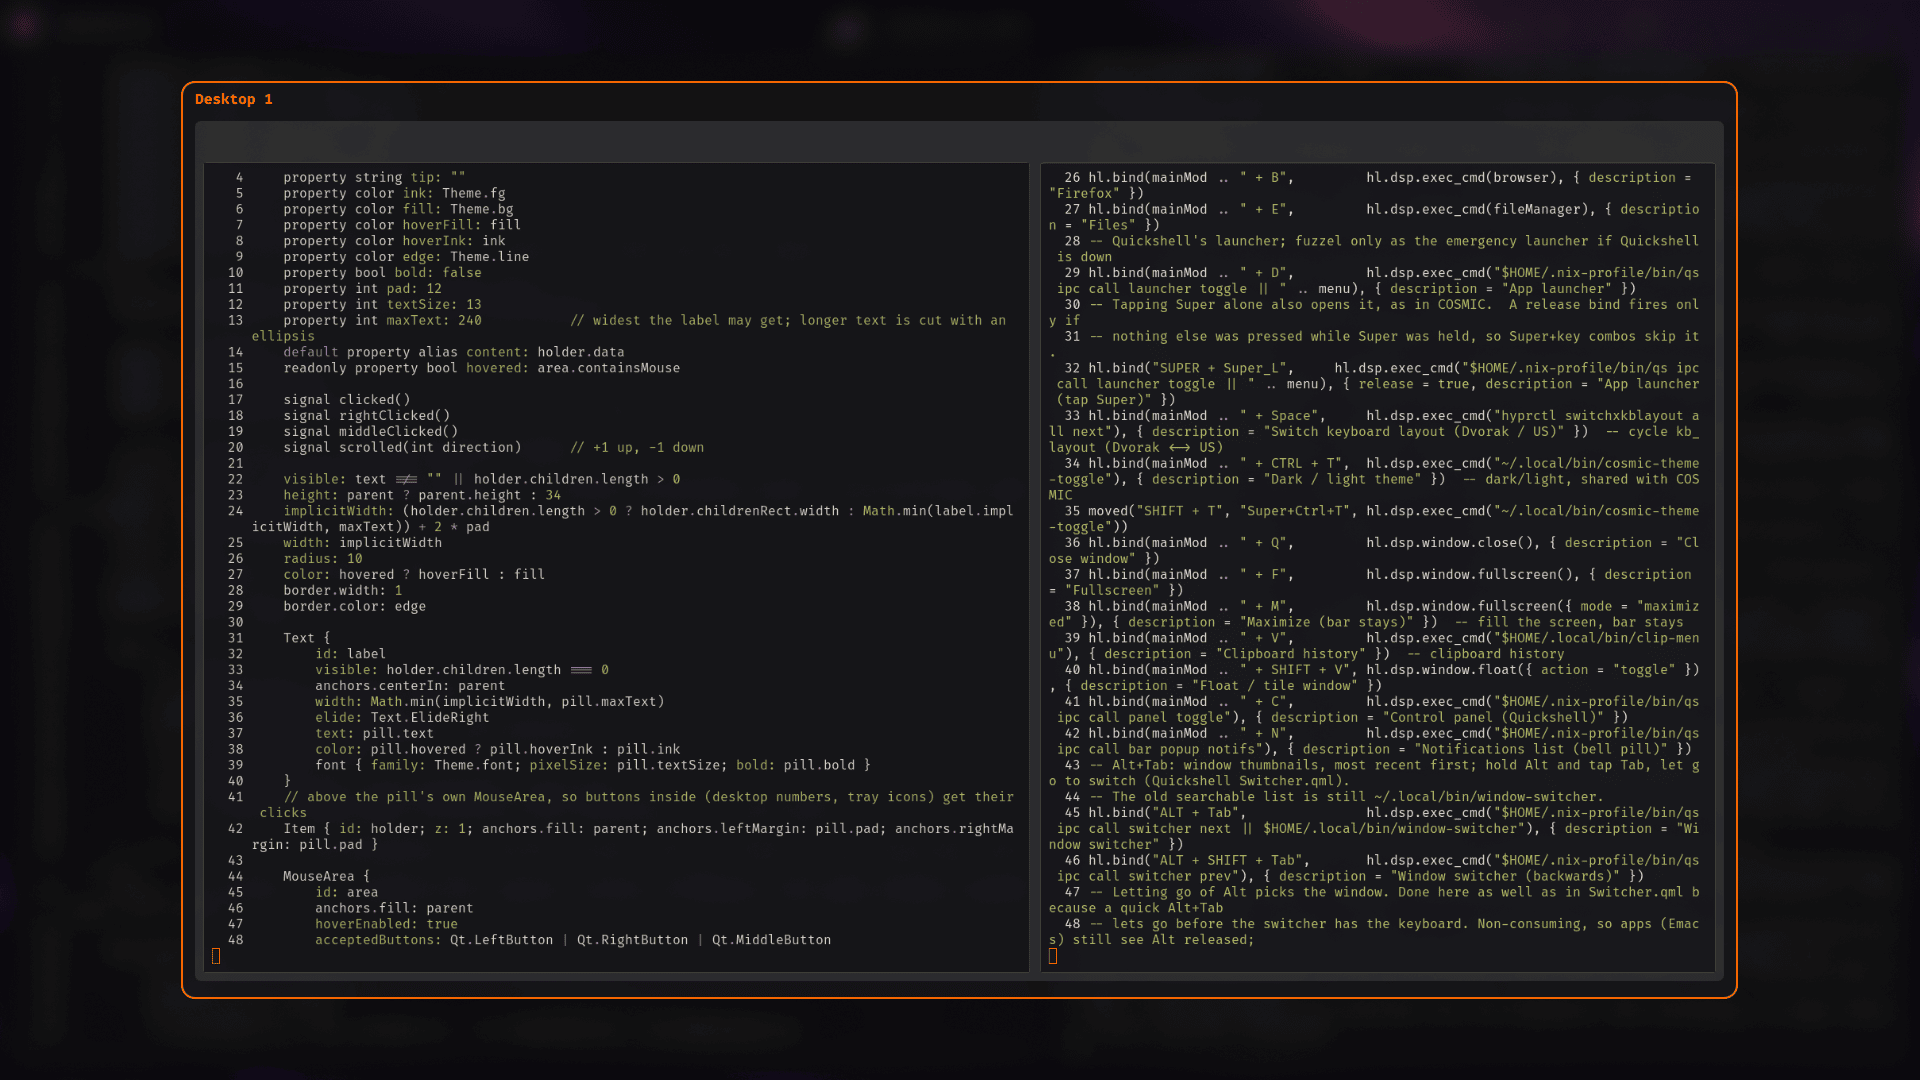 Desktop 1
4     property string tip: ""
5     property color ink: Theme.fg
6     property color fill: Theme.bg
7     property color hoverFill: fill
8     property color hoverInk: ink
9     property color edge: Theme.line
10     property bool bold: false
11     property int pad: 12
12     property int textSize: 13
13     property int maxText: 240           // widest the label may get; longer text is cut with an
ellipsis
14     default property alias content: holder.data
15     readonly property bool hovered: area.containsMouse
16
17     signal clicked()
18     signal rightClicked()
19     signal middleClicked()
20     signal scrolled(int direction)      // +1 up, -1 down
21
22     visible: text !== "" || holder.children.length > 0
23     height: parent ? parent.height : 34
24     implicitWidth: (holder.children.length > 0 ? holder.childrenRect.width : Math.min(label.impl
icitWidth, maxText)) + 2 * pad
25     width: implicitWidth
26     radius: 10
27     color: hovered ? hoverFill : fill
28     border.width: 1
29     border.color: edge
30
31     Text {
32         id: label
33         visible: holder.children.length === 0
34         anchors.centerIn: parent
35         width: Math.min(implicitWidth, pill.maxText)
36         elide: Text.ElideRight
37         text: pill.text
38         color: pill.hovered ? pill.hoverInk : pill.ink
39         font { family: Theme.font; pixelSize: pill.textSize; bold: pill.bold }
40     }
41     // above the pill's own MouseArea, so buttons inside (desktop numbers, tray icons) get their
 clicks
42     Item { id: holder; z: 1; anchors.fill: parent; anchors.leftMargin: pill.pad; anchors.rightMa
rgin: pill.pad }
43
44     MouseArea {
45         id: area
46         anchors.fill: parent
47         hoverEnabled: true
48         acceptedButtons: Qt.LeftButton | Qt.RightButton | Qt.MiddleButton
26 hl.bind(mainMod .. " + B",         hl.dsp.exec_cmd(browser), { description =
"Firefox" })
27 hl.bind(mainMod .. " + E",         hl.dsp.exec_cmd(fileManager), { descriptio
n = "Files" })
28 -- Quickshell's launcher; fuzzel only as the emergency launcher if Quickshell
 is down
29 hl.bind(mainMod .. " + D",         hl.dsp.exec_cmd("$HOME/.nix-profile/bin/qs
 ipc call launcher toggle || " .. menu), { description = "App launcher" })
30 -- Tapping Super alone also opens it, as in COSMIC.  A release bind fires onl
y if
31 -- nothing else was pressed while Super was held, so Super+key combos skip it
.
32 hl.bind("SUPER + Super_L",     hl.dsp.exec_cmd("$HOME/.nix-profile/bin/qs ipc
 call launcher toggle || " .. menu), { release = true, description = "App launcher
 (tap Super)" })
33 hl.bind(mainMod .. " + Space",     hl.dsp.exec_cmd("hyprctl switchxkblayout a
ll next"), { description = "Switch keyboard layout (Dvorak / US)" })  -- cycle kb_
layout (Dvorak <-> US)
34 hl.bind(mainMod .. " + CTRL + T",  hl.dsp.exec_cmd("~/.local/bin/cosmic-theme
-toggle"), { description = "Dark / light theme" })  -- dark/light, shared with COS
MIC
35 moved("SHIFT + T", "Super+Ctrl+T", hl.dsp.exec_cmd("~/.local/bin/cosmic-theme
-toggle"))
36 hl.bind(mainMod .. " + Q",         hl.dsp.window.close(), { description = "Cl
ose window" })
37 hl.bind(mainMod .. " + F",         hl.dsp.window.fullscreen(), { description
= "Fullscreen" })
38 hl.bind(mainMod .. " + M",         hl.dsp.window.fullscreen({ mode = "maximiz
ed" }), { description = "Maximize (bar stays)" })  -- fill the screen, bar stays
39 hl.bind(mainMod .. " + V",         hl.dsp.exec_cmd("$HOME/.local/bin/clip-men
u"), { description = "Clipboard history" })  -- clipboard history
40 hl.bind(mainMod .. " + SHIFT + V", hl.dsp.window.float({ action = "toggle" })
, { description = "Float / tile window" })
41 hl.bind(mainMod .. " + C",         hl.dsp.exec_cmd("$HOME/.nix-profile/bin/qs
 ipc call panel toggle"), { description = "Control panel (Quickshell)" })
42 hl.bind(mainMod .. " + N",         hl.dsp.exec_cmd("$HOME/.nix-profile/bin/qs
 ipc call bar popup notifs"), { description = "Notifications list (bell pill)" })
43 -- Alt+Tab: window thumbnails, most recent first; hold Alt and tap Tab, let g
o to switch (Quickshell Switcher.qml).
44 -- The old searchable list is still ~/.local/bin/window-switcher.
45 hl.bind("ALT + Tab",               hl.dsp.exec_cmd("$HOME/.nix-profile/bin/qs
 ipc call switcher next || $HOME/.local/bin/window-switcher"), { description = "Wi
ndow switcher" })
46 hl.bind("ALT + SHIFT + Tab",       hl.dsp.exec_cmd("$HOME/.nix-profile/bin/qs
 ipc call switcher prev"), { description = "Window switcher (backwards)" })
47 -- Letting go of Alt picks the window. Done here as well as in Switcher.qml b
ecause a quick Alt+Tab
48 -- lets go before the switcher has the keyboard. Non-consuming, so apps (Emac
s) still see Alt released;